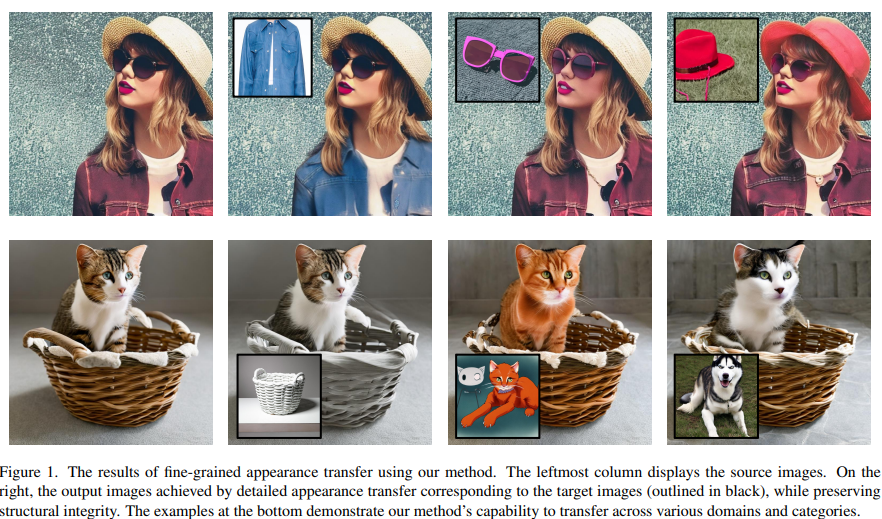 Figure 1. The results of fine-grained appearance transfer using our method. The leftmost column displays the source images. On the
right, the output images achieved by detailed appearance transfer corresponding to the target images (outlined in black), while preserving
structural integrity. The examples at the bottom demonstrate our method's capability to transfer across various domains and categories.